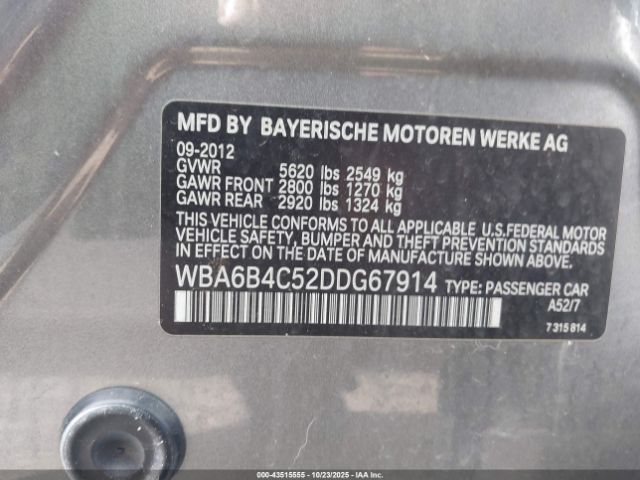 MFD BY BAYERISCHE MOTOREN WERKE AG
09-2012
GVWR 5620 lbs 2549 kg
GAWR FRONT 2800 lbs 1270 kg
GAWR REAR 2920 lbs 1324 kg
THIS VEHICLE CONFORMS TO ALL APPLICABLE U.S.FEDERAL MOTOR
VEHICLE SAFETY, BUMPER AND THEFT PREVENTION STANDARDS
IN EFFECT ON THE DATE OF MANUFACTURE SHOWN ABOVE.
WBA6B4C52DDG67914 TYPE: PASSENGER CAR
A52/7
7 315 814
000-43515555 - 10/23/2025 - IAAI.COM